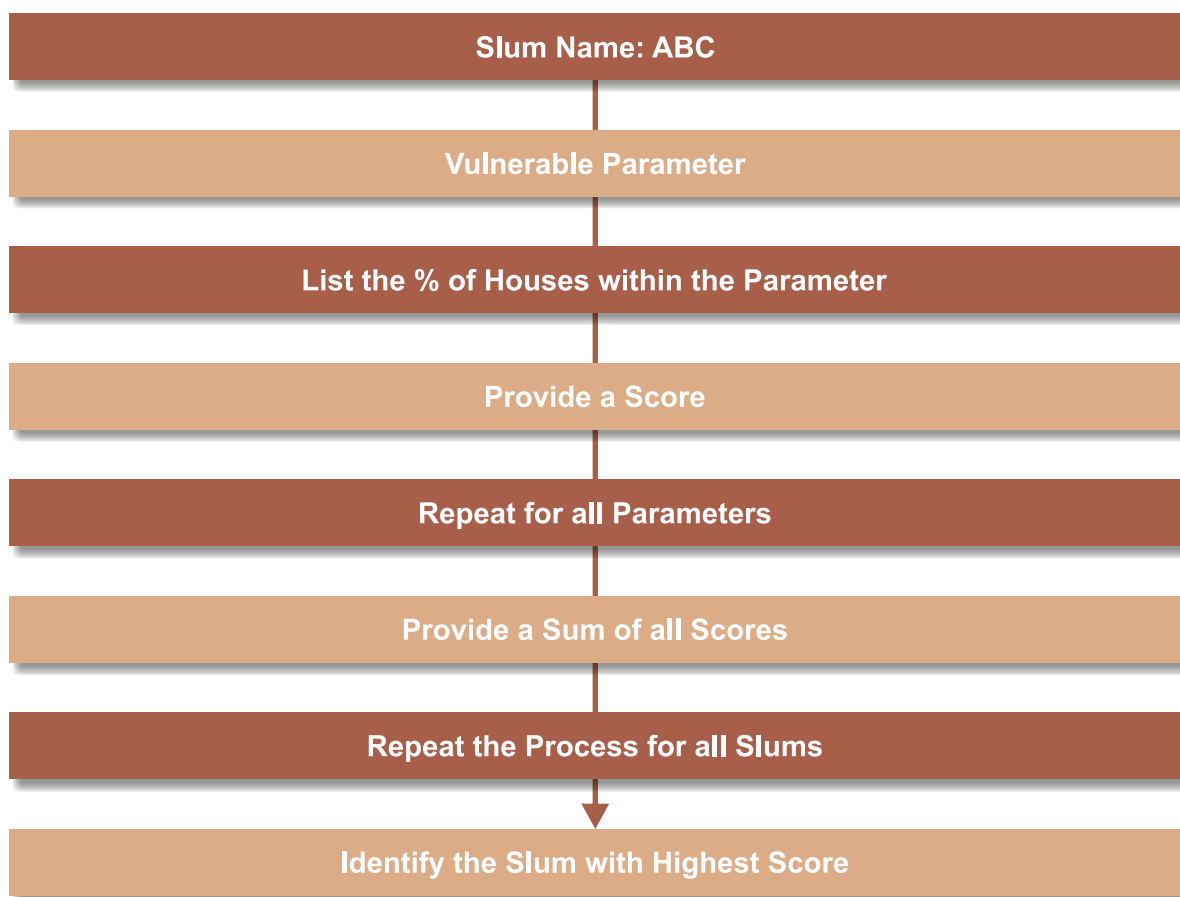 Slum Name: ABC
Vulnerable Parameter
List the % of Houses within the Parameter
Provide a Score
Repeat for all Parameters
Provide a Sum of all Scores
Repeat the Process for all Slums
Identify the Slum with Highest Score